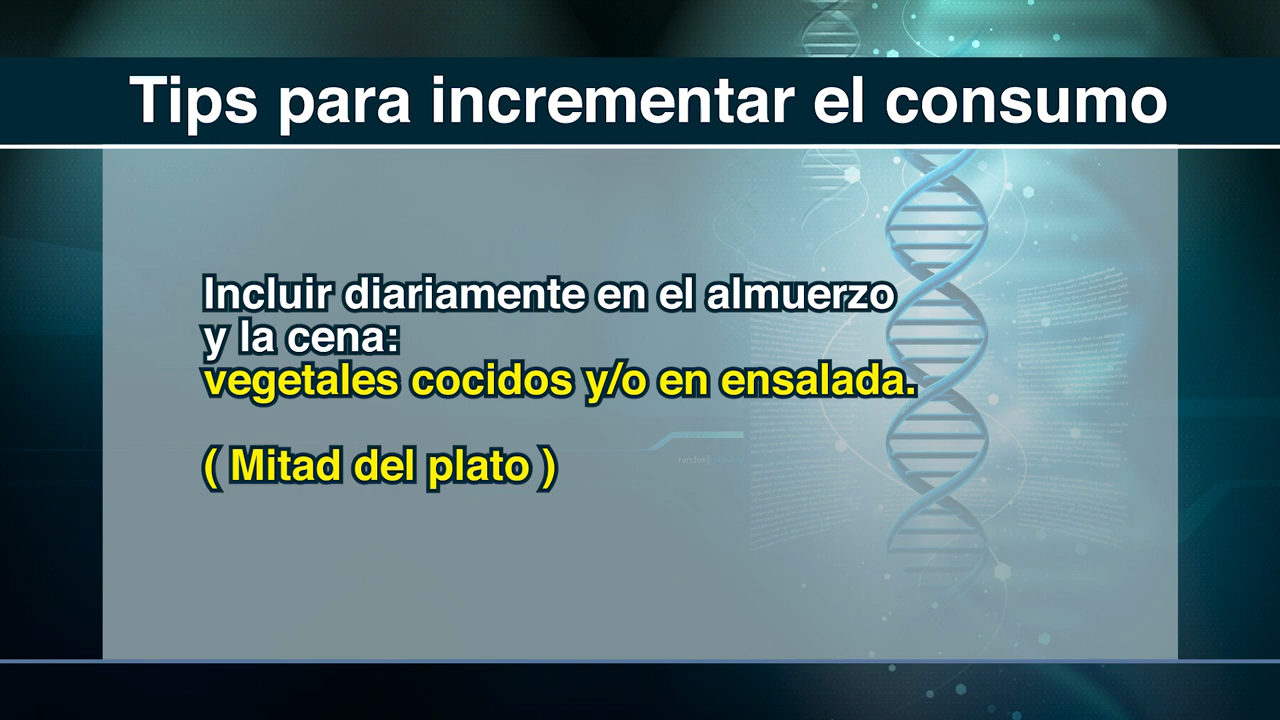 Tips para incrementar el consumo
Incluir diariamente en el almuerzo
y la cena:
vegetales cocidos y/o en ensalada.
( Mitad del plato )